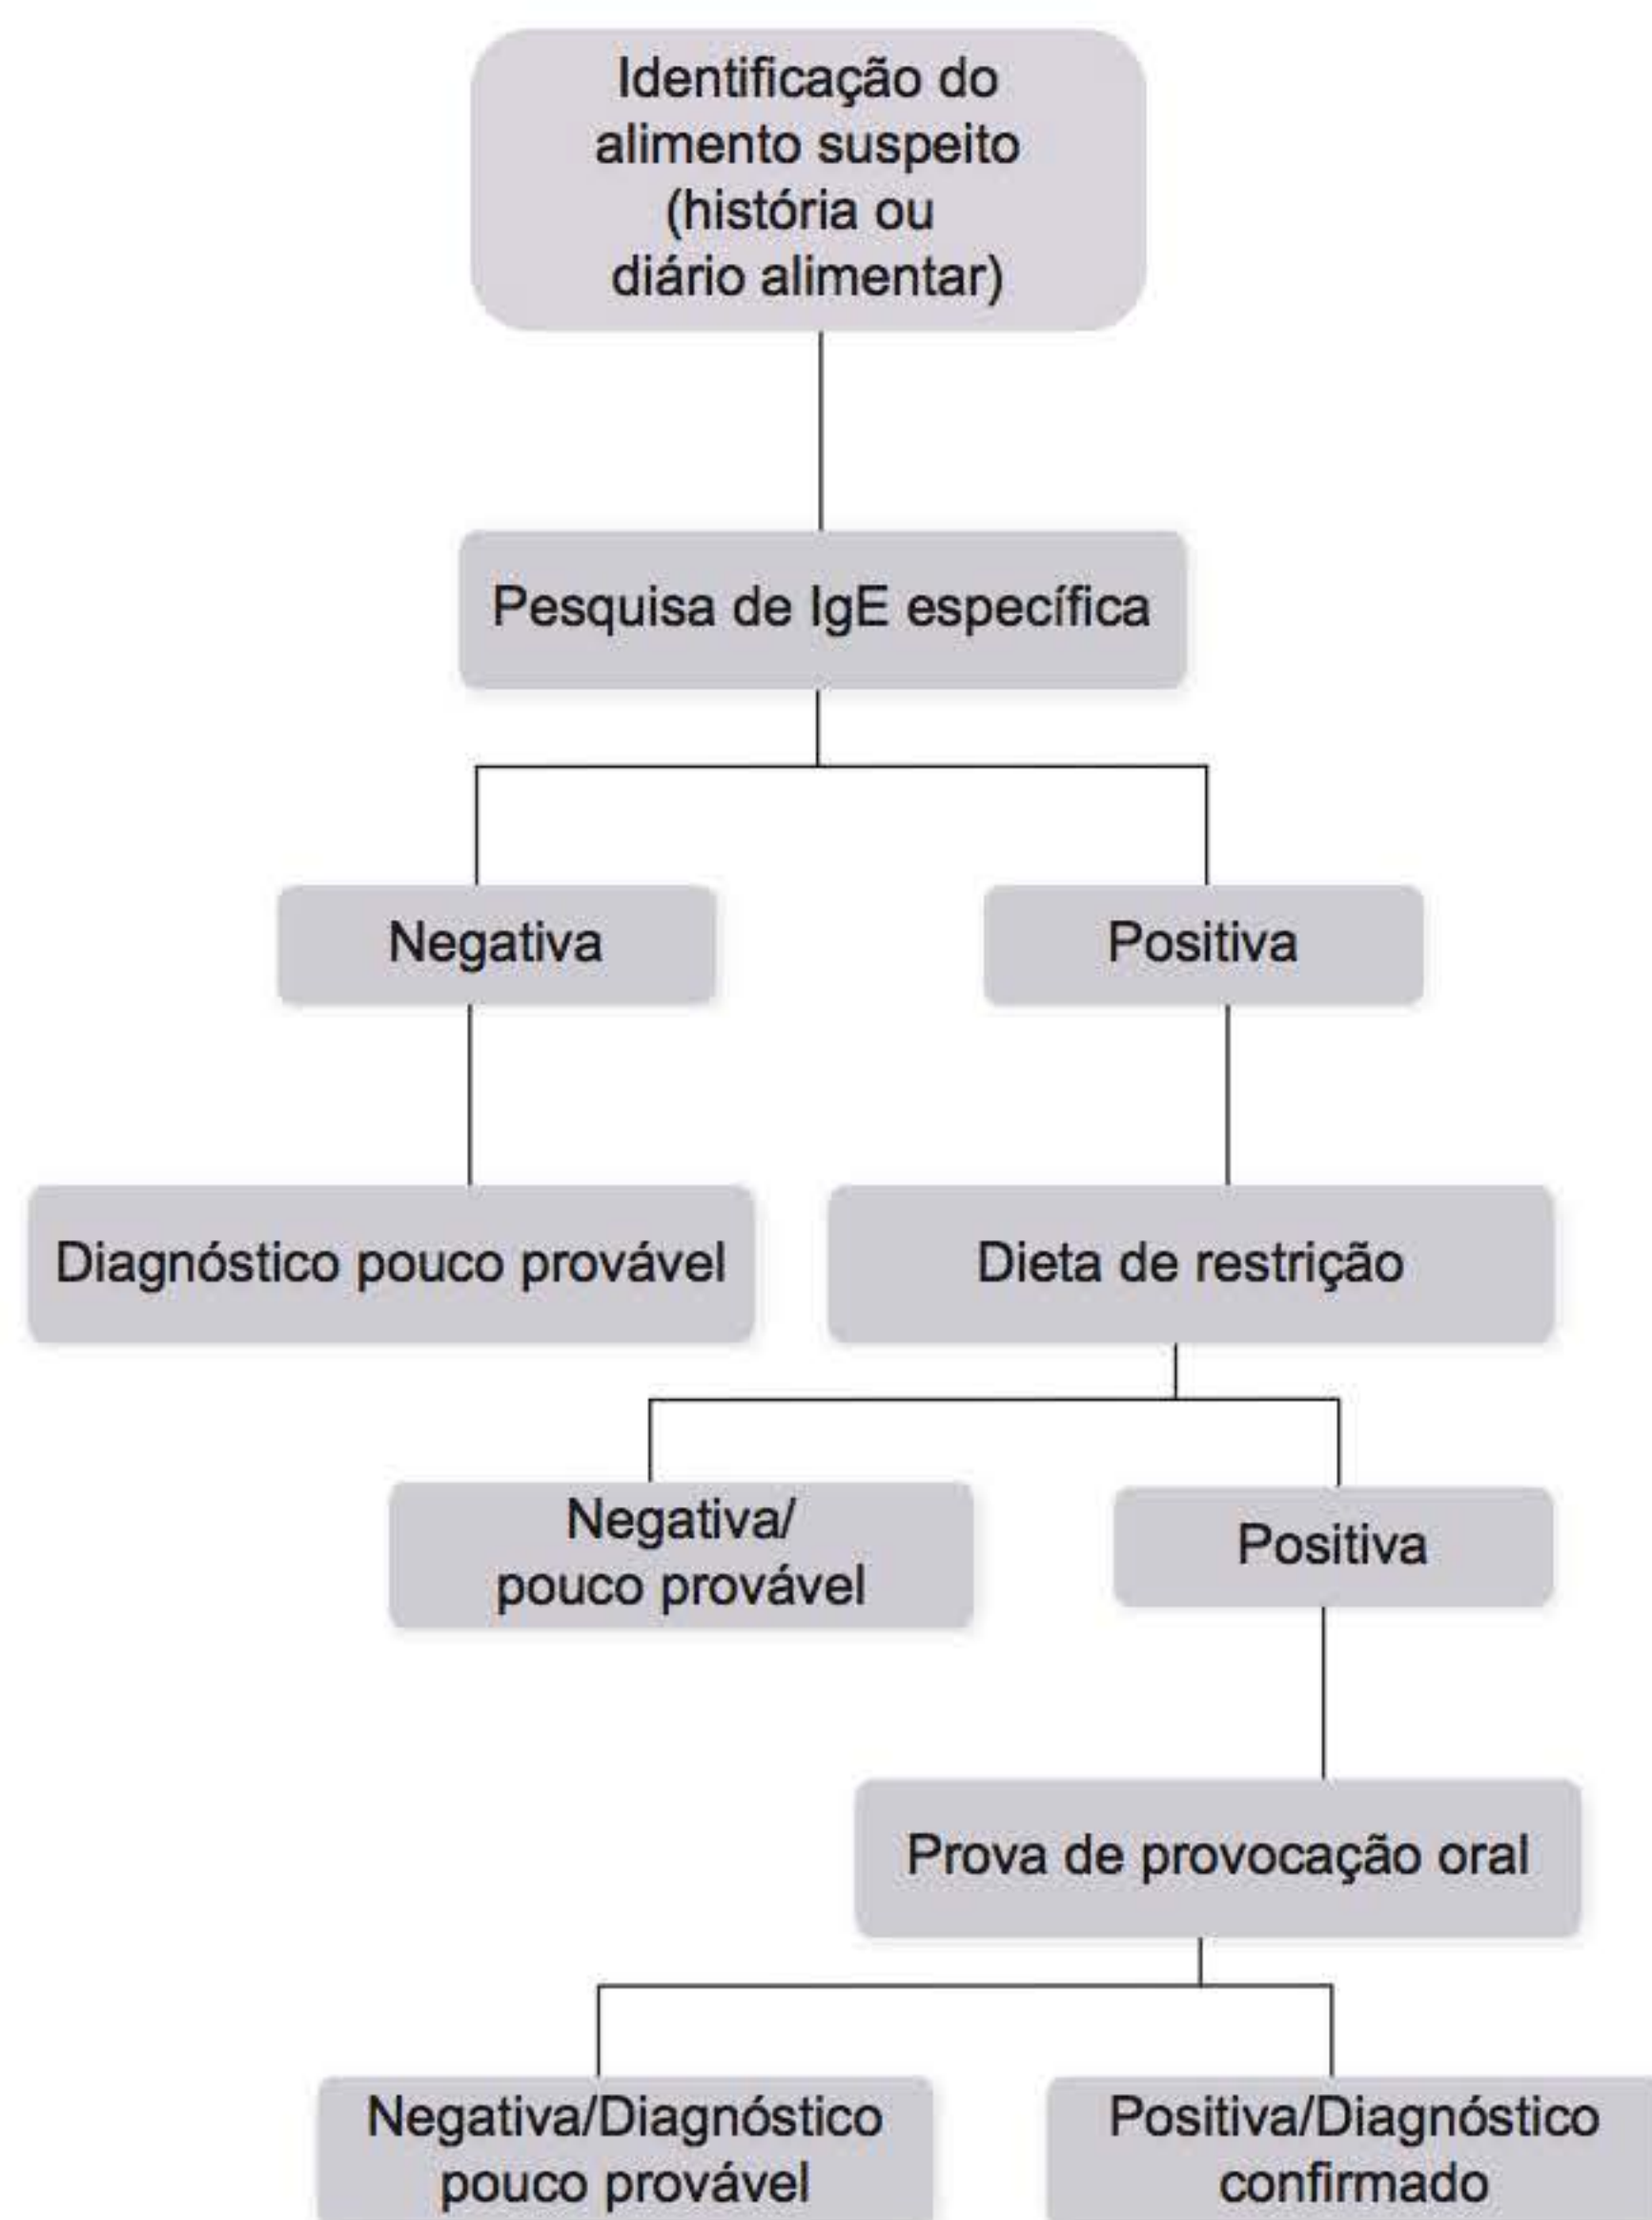 Identificação do
alimento suspeito
(história ou
diário alimentar)
Pesquisa de IgE específica
Negativa
Positiva
Diagnóstico pouco provável
Dieta de restrição
Negativa/
pouco provável
Positiva
Prova de provocação oral
Negativa/Diagnóstico
pouco provável
Positiva/Diagnóstico
confirmado